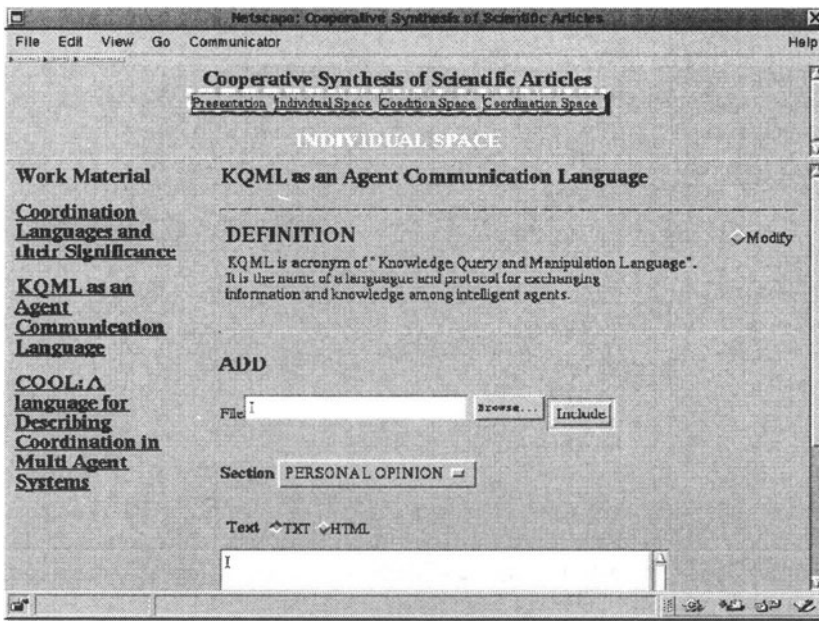 Netscape: Cooperative Synthesis of Scientific Articles
File Edit View Go Communicator Help
Cooperative Synthesis of Scientific Articles
Presentation Individual Space Coedition Space Coordination Space
INDIVIDUAL SPACE
Work Material
Coordination
Languages and
their Significance
KQML as an
Agent
Communication
Language
COOL: A
language for
Describing
Coordination in
Multi Agent
Systems
KQML as an Agent Communication Language
DEFINITION
Modify
KQML is acronym of "Knowledge Query and Manipulation Language".
It is the name of a languague and protocol for exchanging
information and knowledge among intelligent agents.
ADD
File Browse... Include
Section PERSONAL OPINION
Text TXT HTML